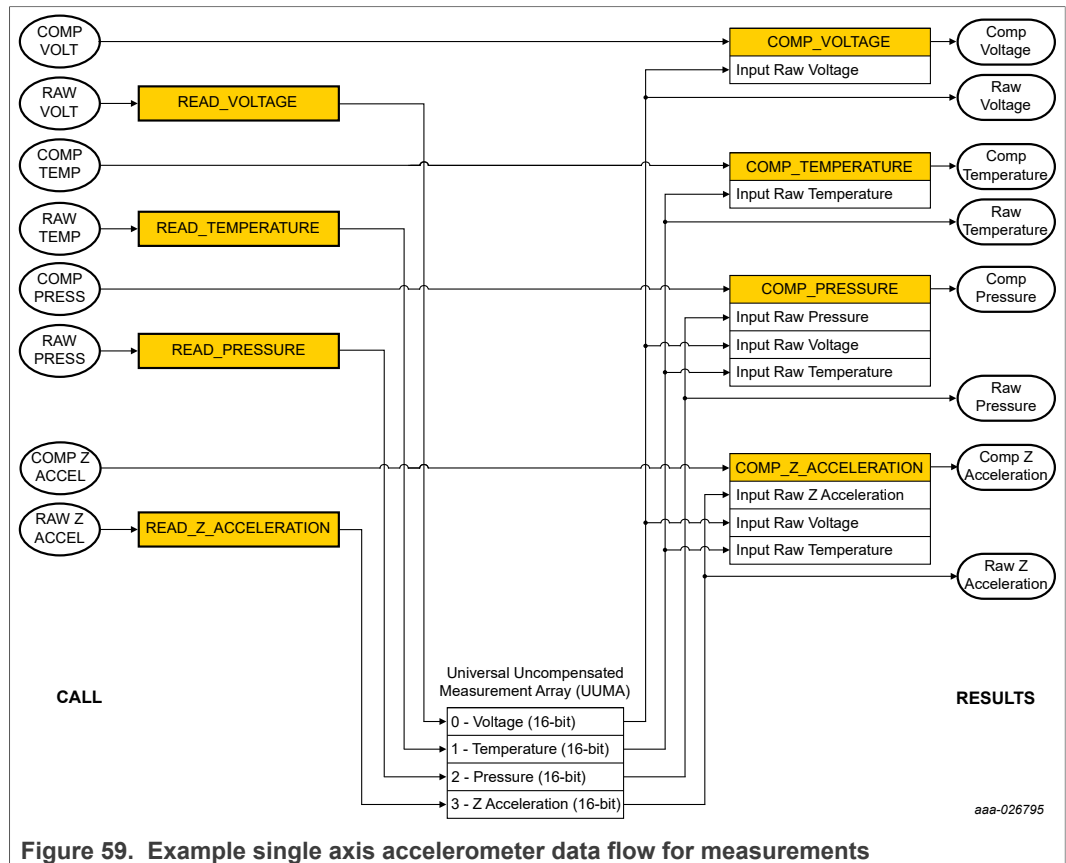 COMP
VOLT
COMP_VOLTAGE
Comp
Voltage
Input Raw Voltage
RAW
VOLT
READ_VOLTAGE
Raw
Voltage
COMP
TEMP
COMP_TEMPERATURE
Comp
Temperature
Input Raw Temperature
RAW
TEMP
READ_TEMPERATURE
Raw
Temperature
COMP
PRESS
COMP_PRESSURE
Comp
Pressure
Input Raw Pressure
RAW
PRESS
READ_PRESSURE
Input Raw Voltage
Input Raw Temperature
Raw
Pressure
COMP Z
ACCEL
COMP_Z_ACCELERATION
Comp Z
Acceleration
Input Raw Z Acceleration
RAW Z
ACCEL
READ_Z_ACCELERATION
Input Raw Voltage
Input Raw Temperature
Raw Z
Acceleration
Universal Uncompensated
Measurement Array (UUMA)
CALL
RESULTS
0 - Voltage (16-bit)
1 - Temperature (16-bit)
2 - Pressure (16-bit)
3 - Z Acceleration (16-bit)
aaa-026795
Figure 59. Example single axis accelerometer data flow for measurements